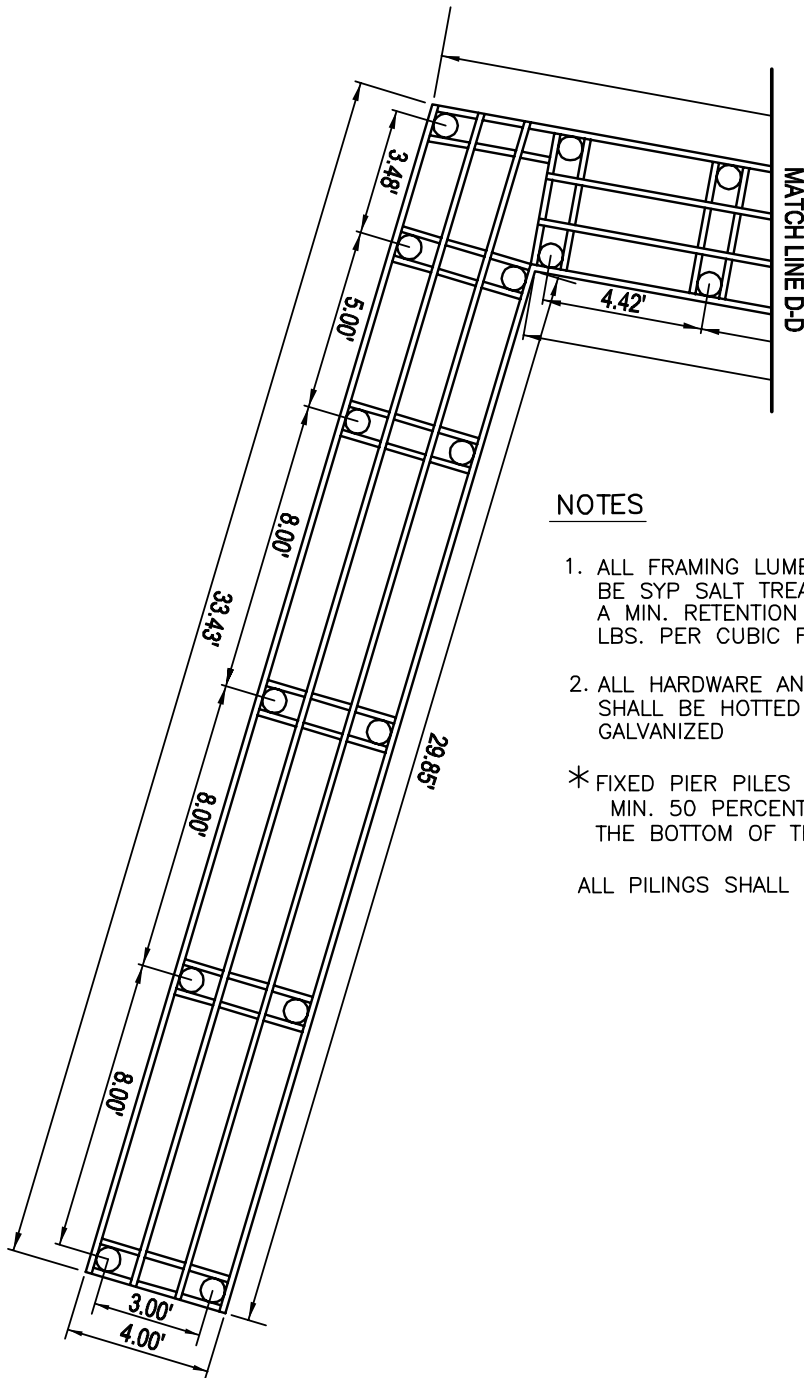 MATCH LINE D-D
3.48'
4.42'
5.00'
8.00'
33.43'
29.85'
8.00'
8.00'
3.00'
4.00'
NOTES
1. ALL FRAMING LUMB
BE SYP SALT TREA
A MIN. RETENTION
LBS. PER CUBIC F
2. ALL HARDWARE AN
SHALL BE HOTTED
GALVANIZED
* FIXED PIER PILES
MIN. 50 PERCENT
THE BOTTOM OF TH
ALL PILINGS SHALL